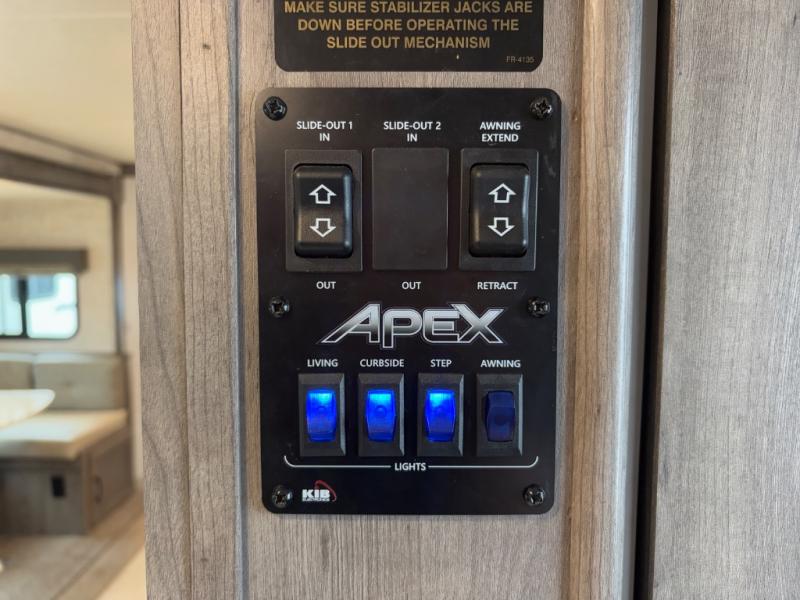 MAKE SURE STABILIZER JACKS ARE
DOWN BEFORE OPERATING THE
SLIDE OUT MECHANISM
FR-4135
SLIDE-OUT 1
IN
SLIDE-OUT 2
IN
AWNING
EXTEND
OUT
OUT
RETRACT
APEX
LIVING
CURBSIDE
STEP
AWNING
LIGHTS
KIB
ELECTRONICS